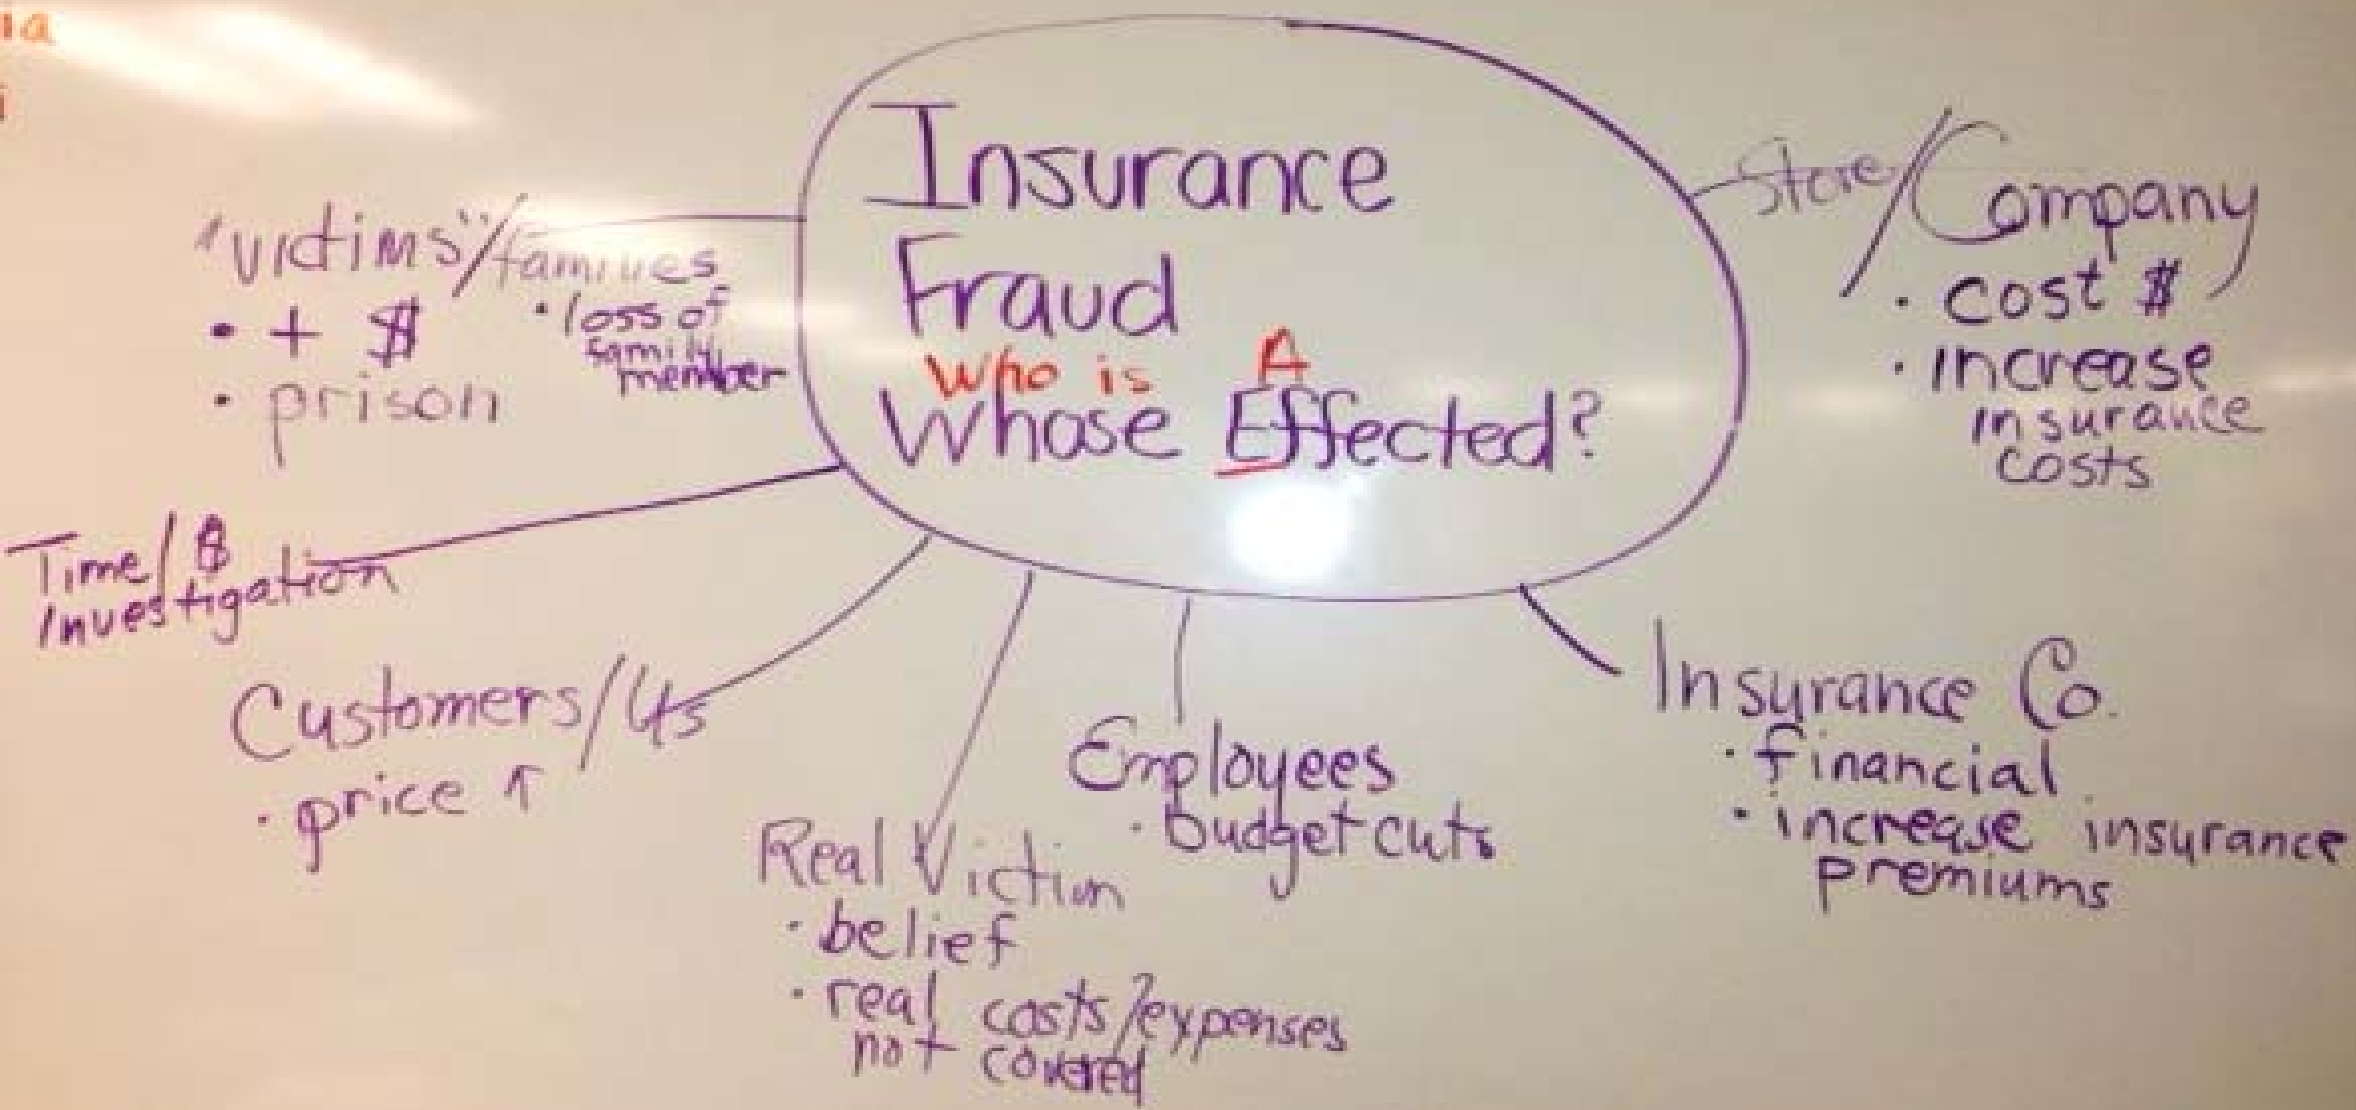 ia
i
Insurance
Fraud
Who is A
Whose Effected?
"victims"/families
• + $
• prison
• loss of
family
member
Time/$
Investigation
Customers/Us
• price ↑
Real Victim
• belief
• real costs/expenses
not covered
Employees
• budget cuts
Insurance Co.
• financial
• increase insurance
premiums
Store/Company
• cost $
• increase
insurance
costs